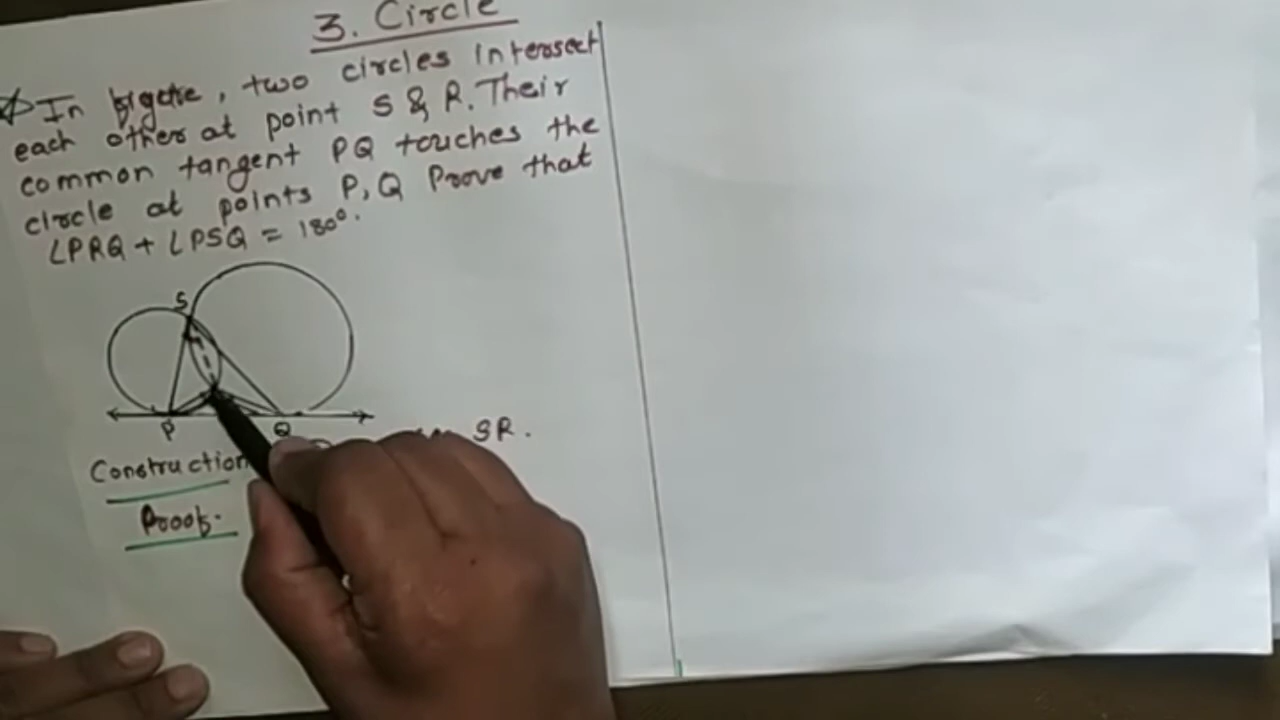 3. Circle
In figure, two circles intersect
each other at point S & R. Their
common tangent PQ touches the
circle at points P, Q Prove that
∠PRQ + ∠PSQ = 180°.
S
P Q
Construction SR.
Proof.